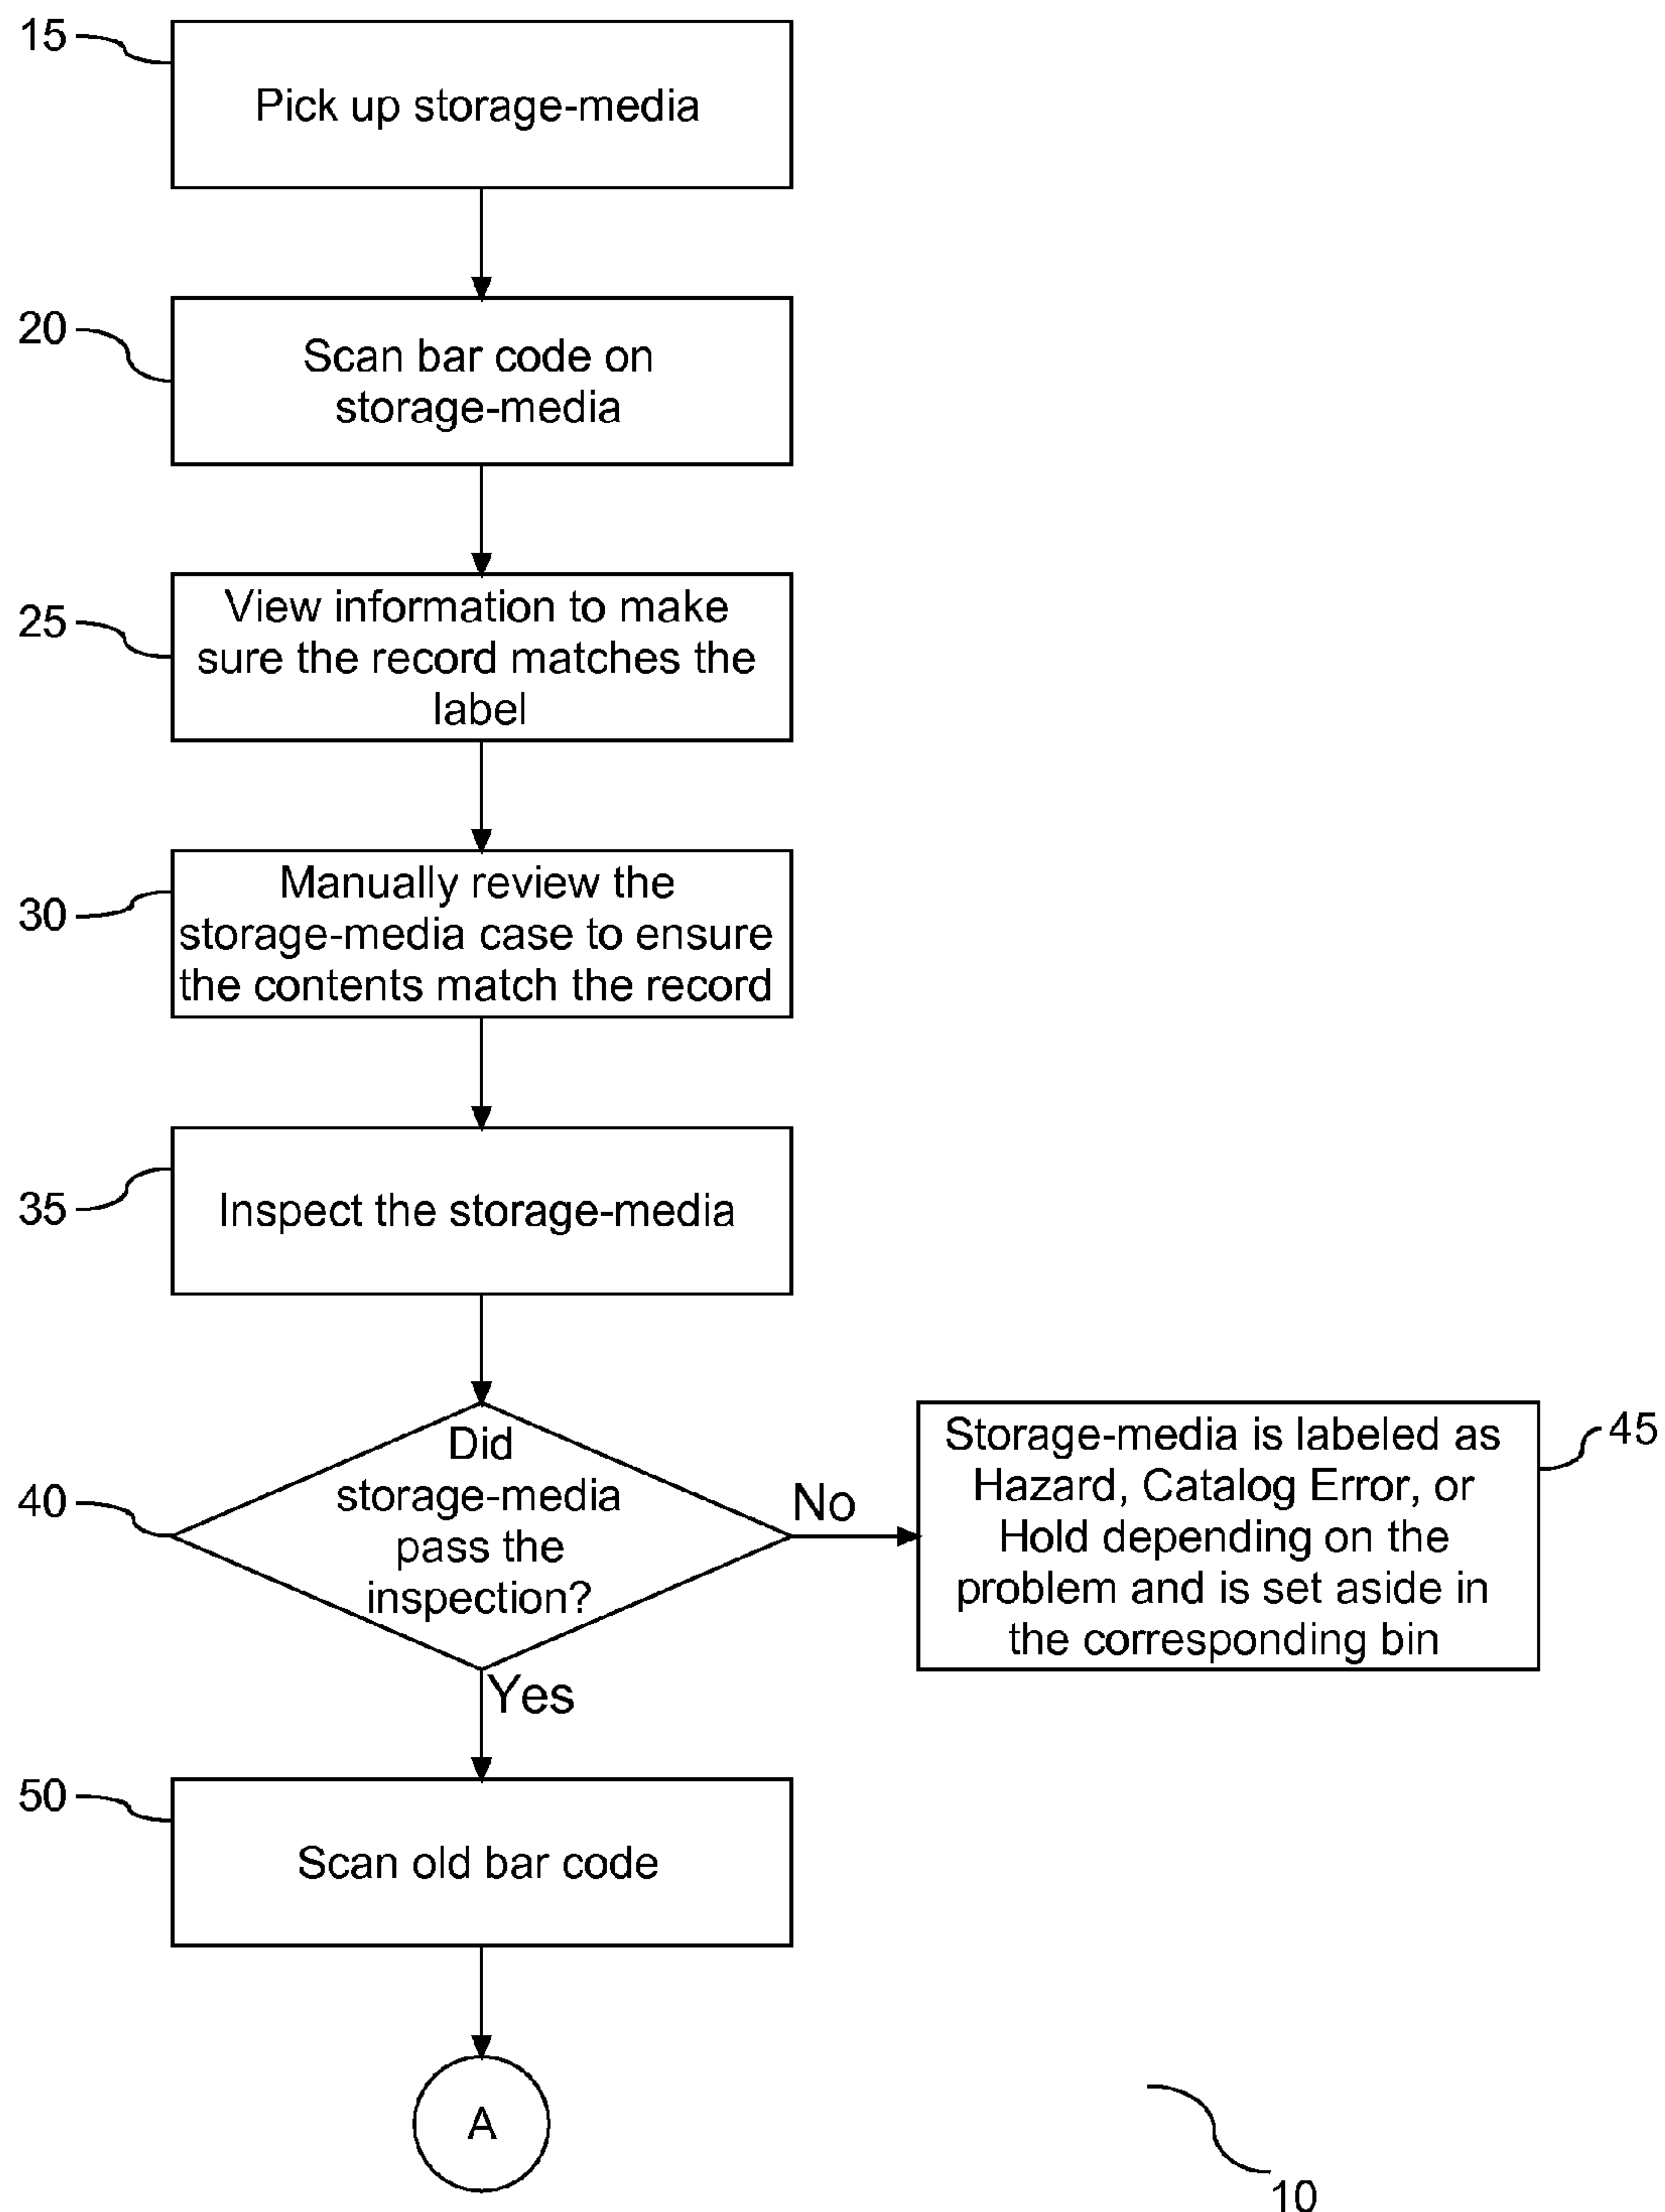 15
Pick up storage-media
20
Scan bar code on
storage-media
25
View information to make
sure the record matches the
label
30
Manually review the
storage-media case to ensure
the contents match the record
35
Inspect the storage-media
40
Did
storage-media
pass the
inspection?
No
Storage-media is labeled as
Hazard, Catalog Error, or
Hold depending on the
problem and is set aside in
the corresponding bin
45
Yes
50
Scan old bar code
A
10